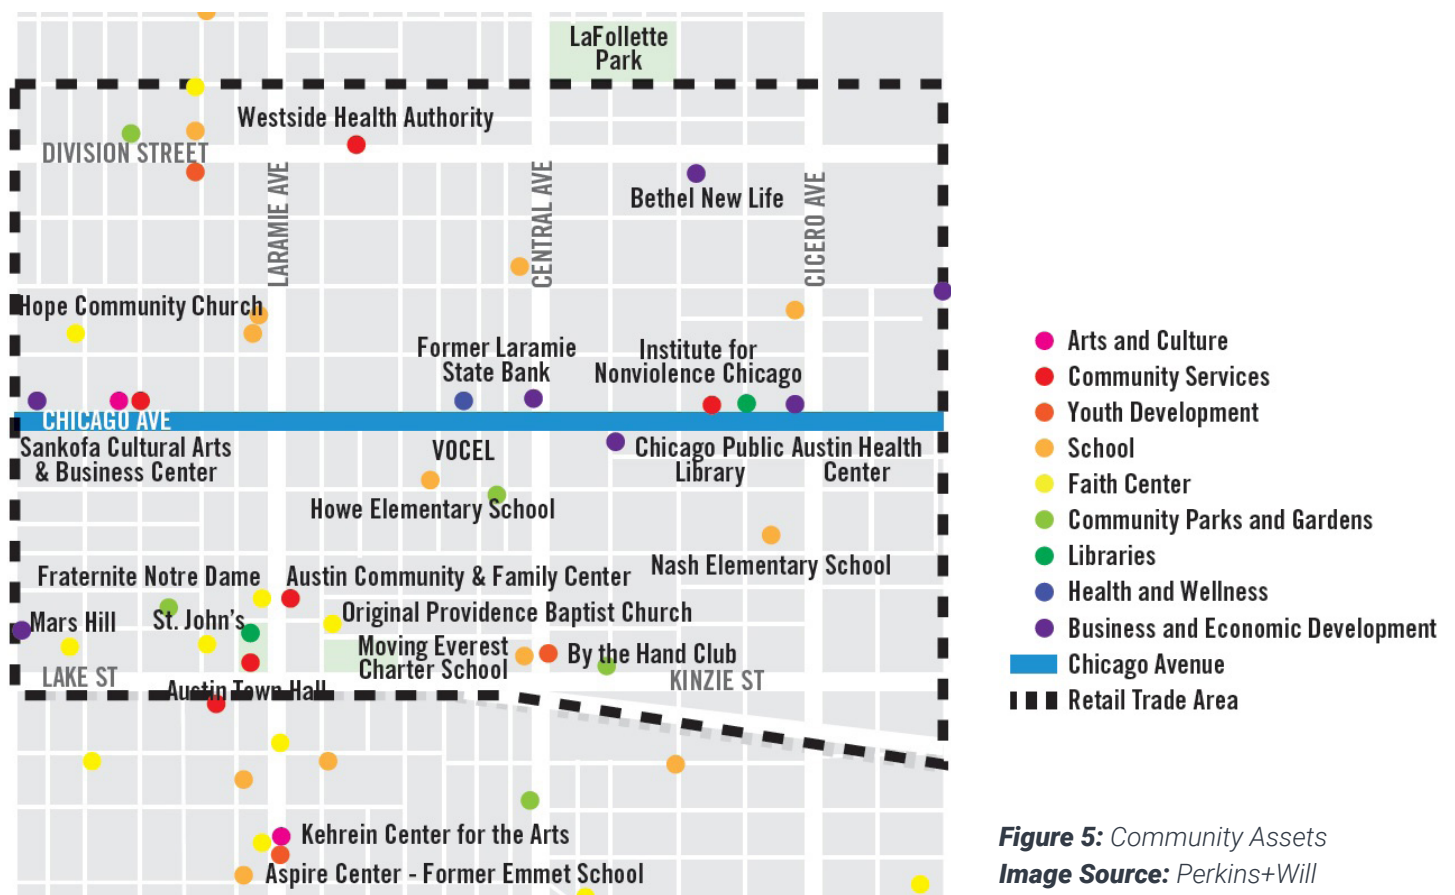 LaFollette
Park
Westside Health Authority
DIVISION STREET
LARAMIE AVE
CENTRAL AVE
CICERO AVE
Bethel New Life
Hope Community Church
Former Laramie
State Bank
Institute for
Nonviolence Chicago
CHICAGO AVE
Sankofa Cultural Arts
& Business Center
VOCEL
Chicago Public
Library
Austin Health
Center
Howe Elementary School
Nash Elementary School
Fraternite Notre Dame
Austin Community & Family Center
Mars Hill
St. John's
Original Providence Baptist Church
Moving Everest
Charter School
By the Hand Club
LAKE ST
KINZIE ST
Austin Town Hall
Kehrein Center for the Arts
Aspire Center - Former Emmet School
Arts and Culture
Community Services
Youth Development
School
Faith Center
Community Parks and Gardens
Libraries
Health and Wellness
Business and Economic Development
Chicago Avenue
Retail Trade Area
Figure 5: Community Assets
Image Source: Perkins+Will